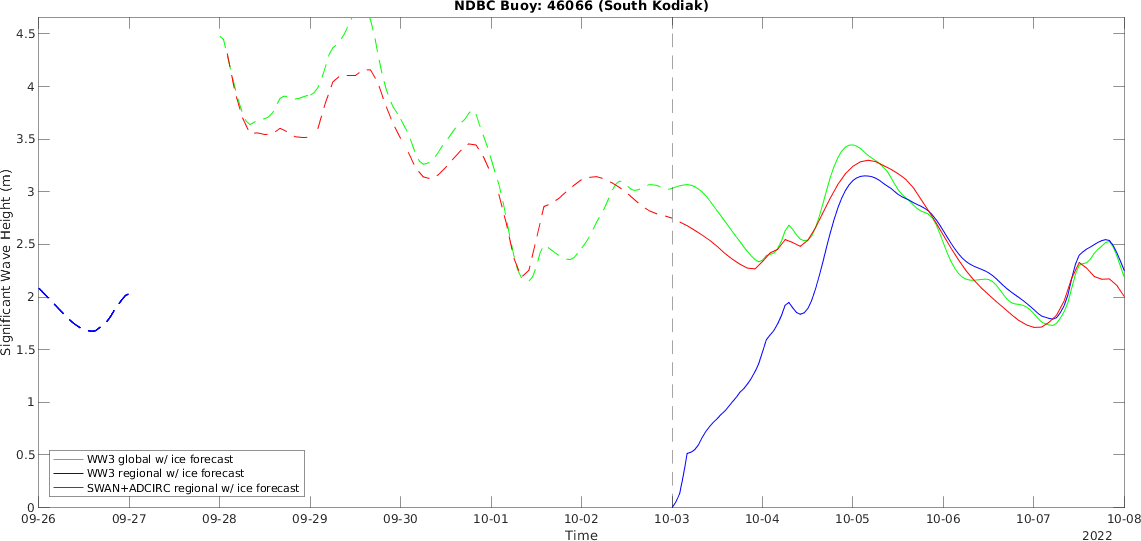 NDBC Buoy: 46066 (South Kodiak)
Significant Wave Height (m)
4.5
4
3.5
3
2.5
2
1.5
1
0.5
0
WW3 global w/ ice forecast
WW3 regional w/ ice forecast
SWAN+ADCIRC regional w/ ice forecast
09-26 09-27 09-28 09-29 09-30 10-01 10-02 10-03 10-04 10-05 10-06 10-07 10-08
Time
2022